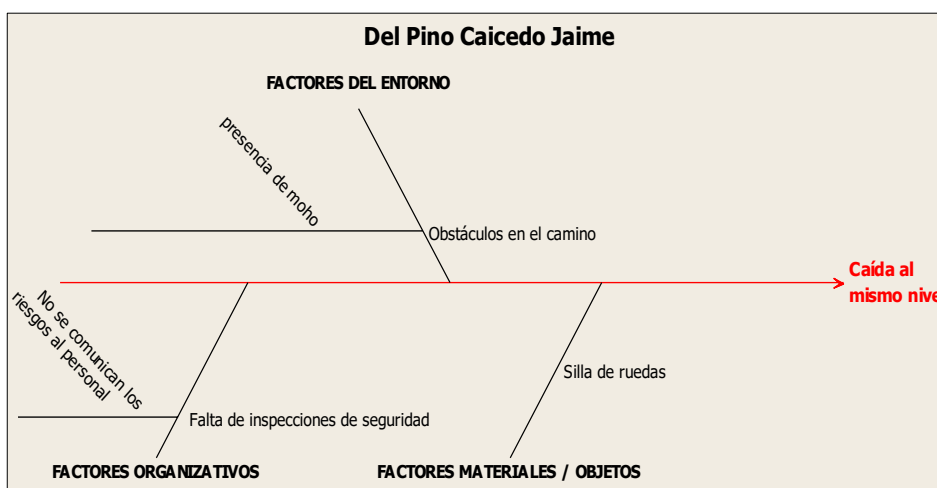 Del Pino Caicedo Jaime
FACTORES DEL ENTORNO
presencia de moho
Obstáculos en el camino
Caída al
mismo nive
No se comunican los
riesgos al personal
Silla de ruedas
Falta de inspecciones de seguridad
FACTORES ORGANIZATIVOS
FACTORES MATERIALES / OBJETOS